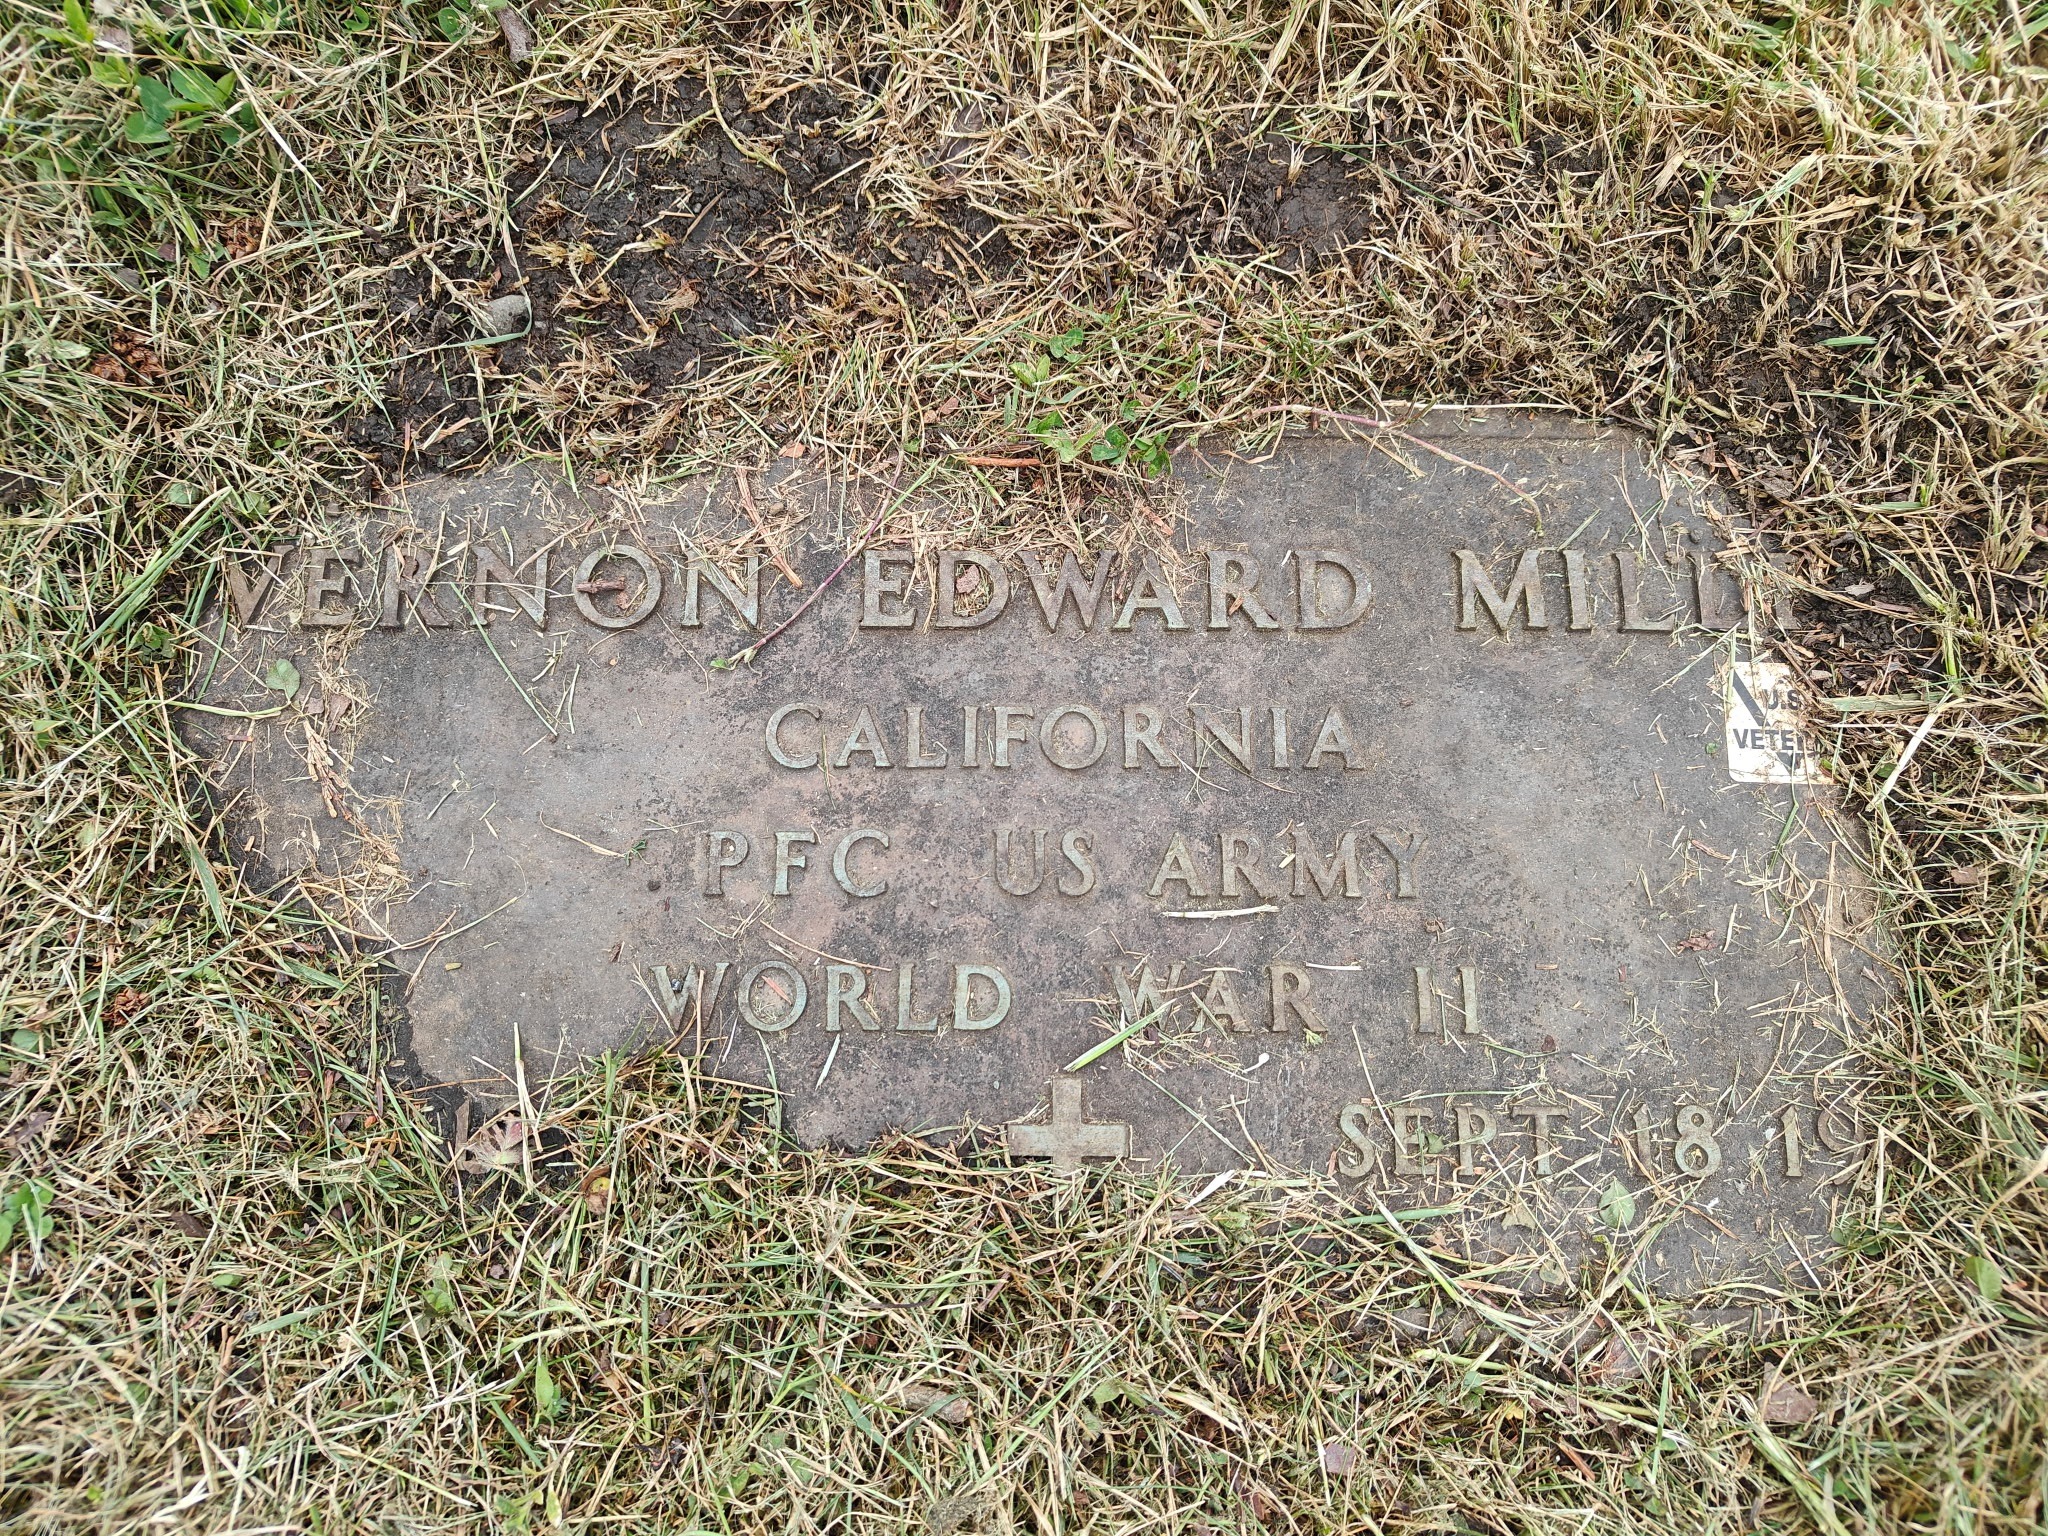 VERNON EDWARD
CALIFORNIA
U.S.
PFC US ARMY
WORLD WAR II
SEPT 18